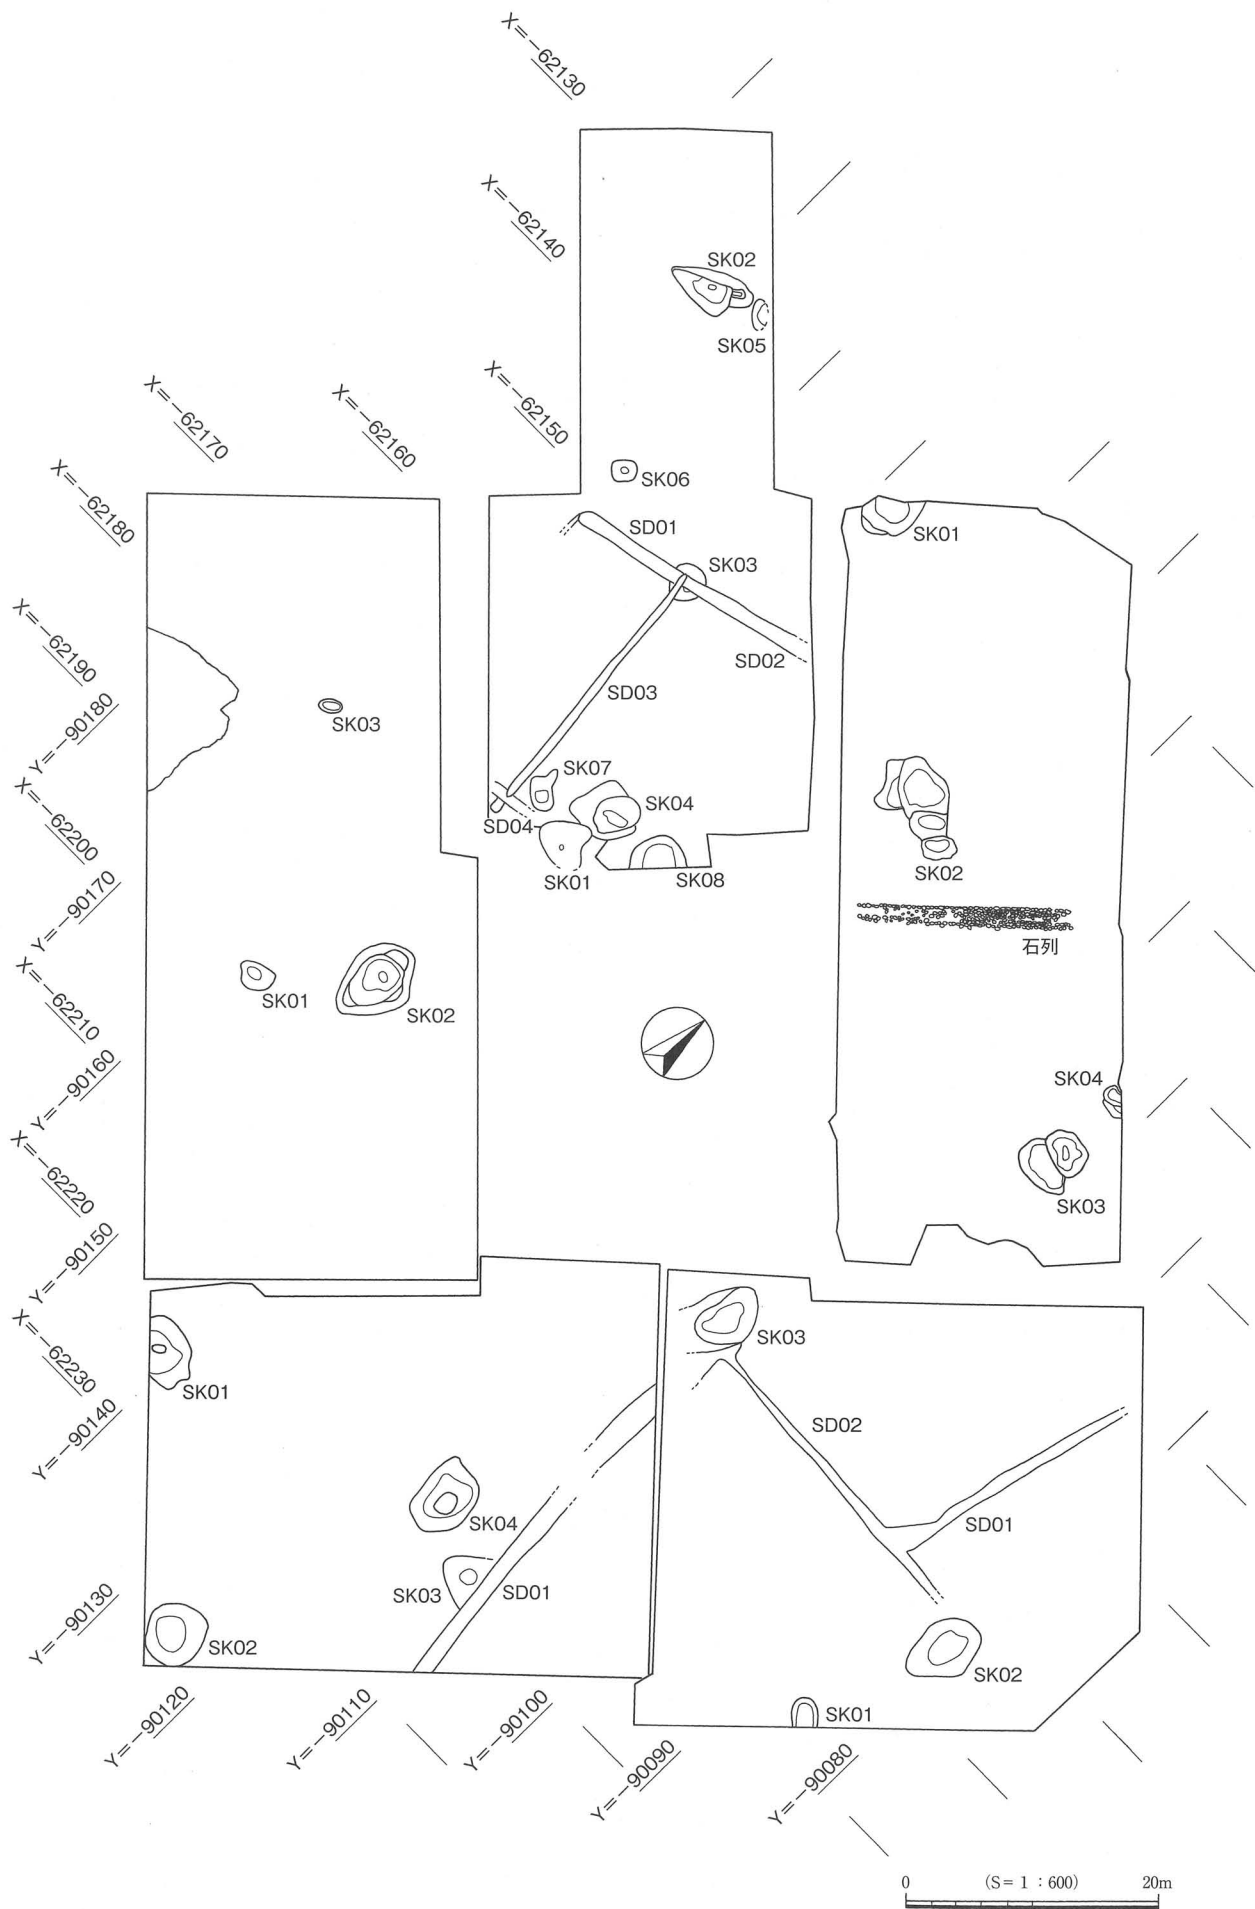 X=-62130
X=-62140
SK02
SK05
X=-62150
X=-62160
X=-62170
X=-62180
SK06
SD01
SK03
SD02
SD03
SK07
SK04
SD04
SK01
SK08
SK01
SK02
石列
SK04
SK03
X=-62190
Y=-90180
SK03
X=-62200
Y=-90170
SK01
SK02
X=-62210
Y=-90160
X=-62220
Y=-90150
X=-62230
Y=-90140
SK01
SK04
SK03
SD01
SK02
Y=-90130
SK03
SD02
SD01
SK02
SK01
Y=-90120
Y=-90110
Y=-90100
Y=-90090
Y=-90080
0 (S= 1 : 600) 20m